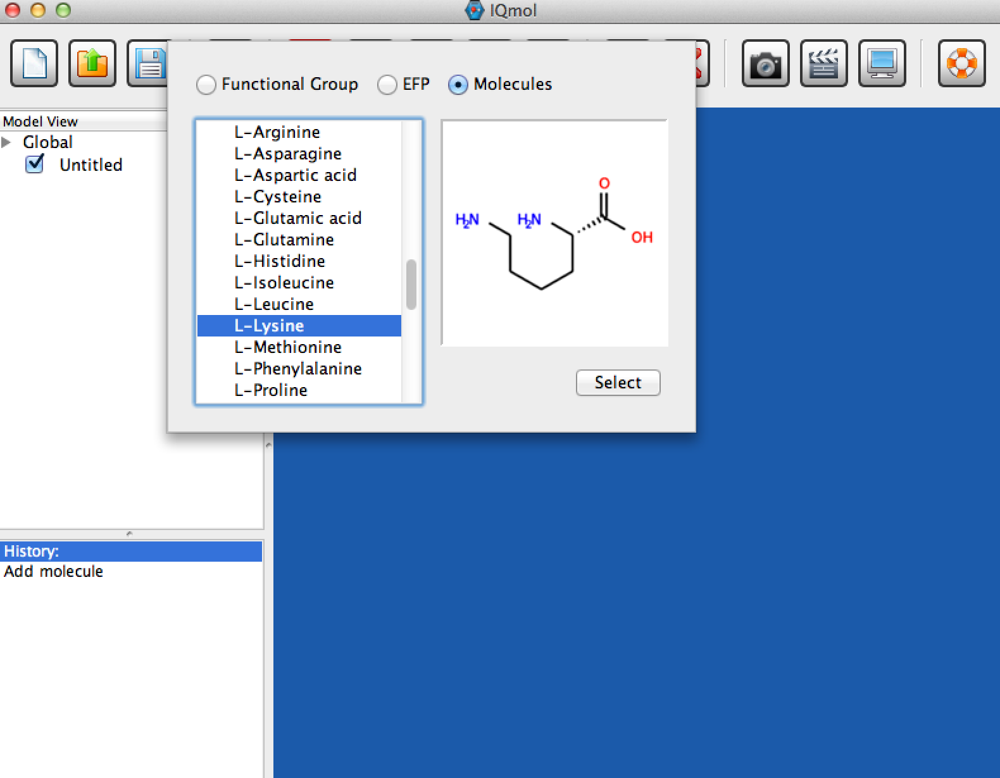 IQmol
Functional Group EFP Molecules
Model View
Global
Untitled
L-Arginine
L-Asparagine
L-Aspartic acid
L-Cysteine
L-Glutamic acid
L-Glutamine
L-Histidine
L-Isoleucine
L-Leucine
L-Lysine
L-Methionine
L-Phenylalanine
L-Proline
O
H₂N H₂N
OH
Select
History:
Add molecule